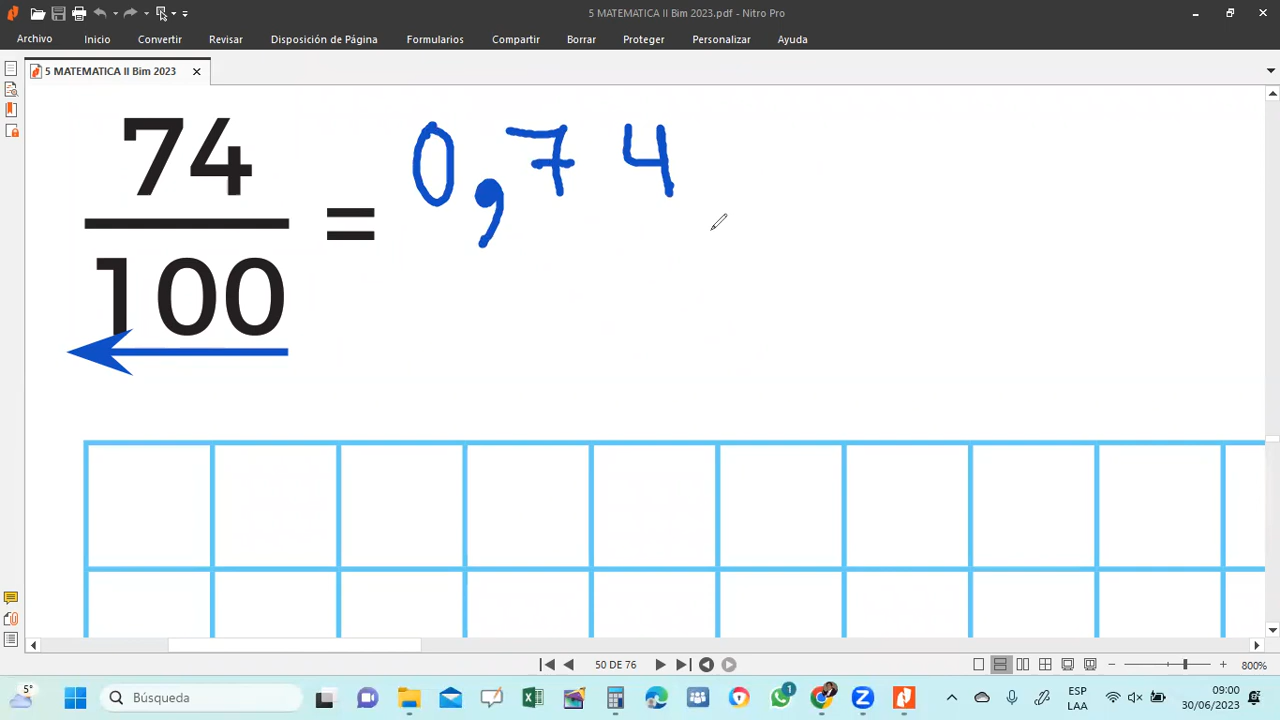 5 MATEMATICA II Bim 2023.pdf - Nitro Pro
Archivo Inicio Convertir Revisar Disposición de Página Formularios Compartir Borrar Proteger Personalizar Ayuda
5 MATEMATICA II Bim 2023
74
100
= 0,74
50 DE 76
800%
5°
Búsqueda
1
ESP
LAA
09:00
30/06/2023